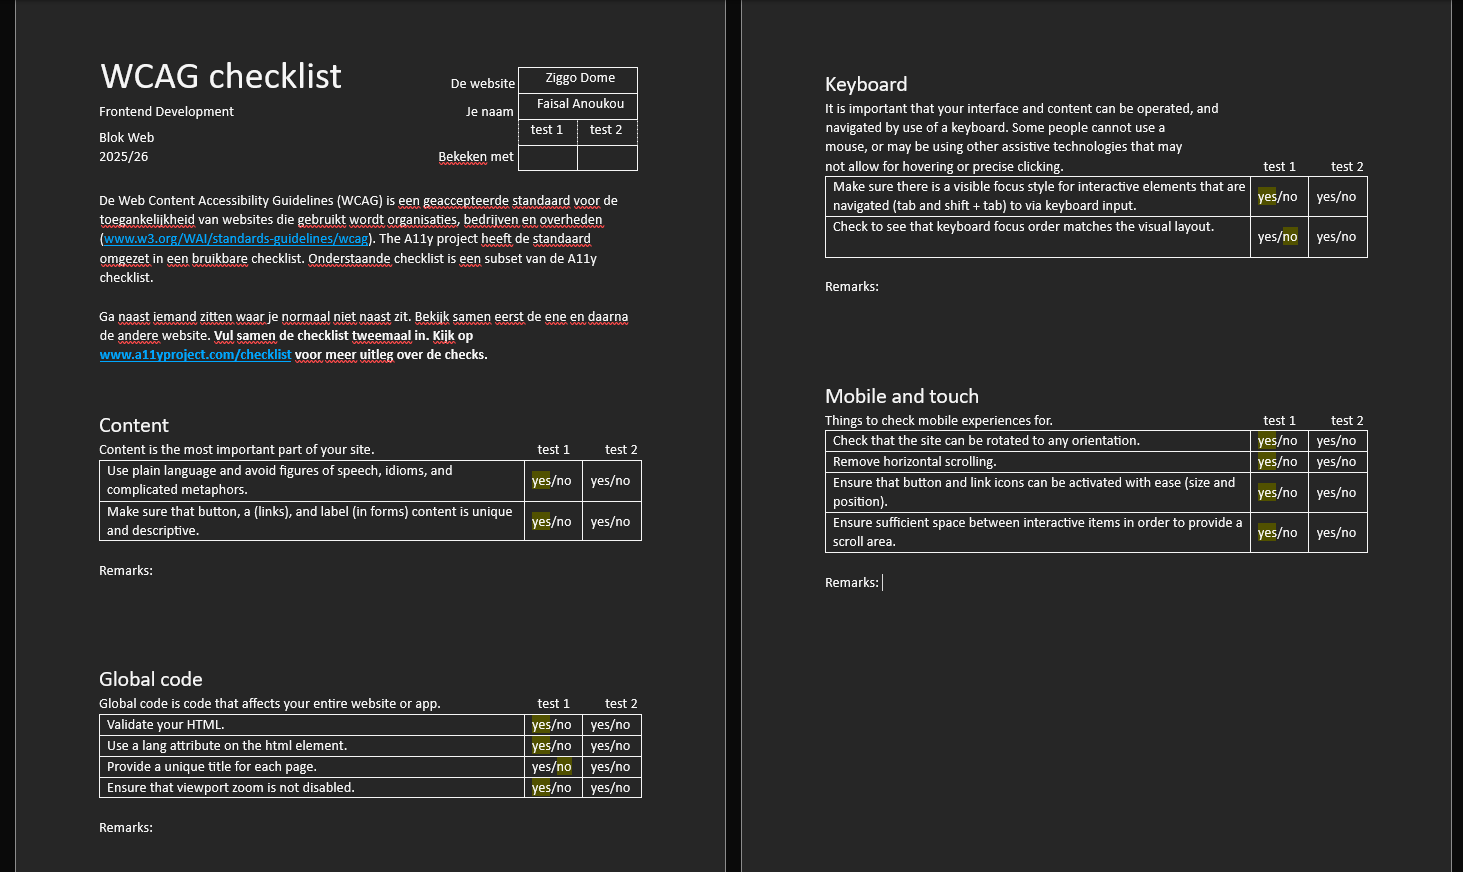 WCAG checklist
Frontend Development
Blok Web
2025/26
De website Ziggo Dome
Je naam Faisal Anoukou
test 1 test 2
Bekeken met
De Web Content Accessibility Guidelines (WCAG) is een geaccepteerde standaard voor de
toegankelijkheid van websites die gebruikt wordt organisaties, bedrijven en overheden
(www.w3.org/WAI/standards-guidelines/wcag). The A11y project heeft de standaard
omgezet in een bruikbare checklist. Onderstaande checklist is een subset van de A11y
checklist.
Ga naast iemand zitten waar je normaal niet naast zit. Bekijk samen eerst de ene en daarna
de andere website. Vul samen de checklist tweemaal in. Kijk op
www.a11yproject.com/checklist voor meer uitleg over de checks.
Content
Content is the most important part of your site. test 1 test 2
Use plain language and avoid figures of speech, idioms, and
complicated metaphors.
yes/no yes/no
Make sure that button, a (links), and label (in forms) content is unique
and descriptive.
yes/no yes/no
Remarks:
Global code
Global code is code that affects your entire website or app. test 1 test 2
Validate your HTML. yes/no yes/no
Use a lang attribute on the html element. yes/no yes/no
Provide a unique title for each page. yes/no yes/no
Ensure that viewport zoom is not disabled. yes/no yes/no
Remarks:
Keyboard
It is important that your interface and content can be operated, and
navigated by use of a keyboard. Some people cannot use a
mouse, or may be using other assistive technologies that may
not allow for hovering or precise clicking. test 1 test 2
Make sure there is a visible focus style for interactive elements that are
navigated (tab and shift + tab) to via keyboard input.
yes/no yes/no
Check to see that keyboard focus order matches the visual layout.
yes/no yes/no
Remarks:
Mobile and touch
Things to check mobile experiences for. test 1 test 2
Check that the site can be rotated to any orientation. yes/no yes/no
Remove horizontal scrolling. yes/no yes/no
Ensure that button and link icons can be activated with ease (size and
position).
yes/no yes/no
Ensure sufficient space between interactive items in order to provide a
scroll area.
yes/no yes/no
Remarks: